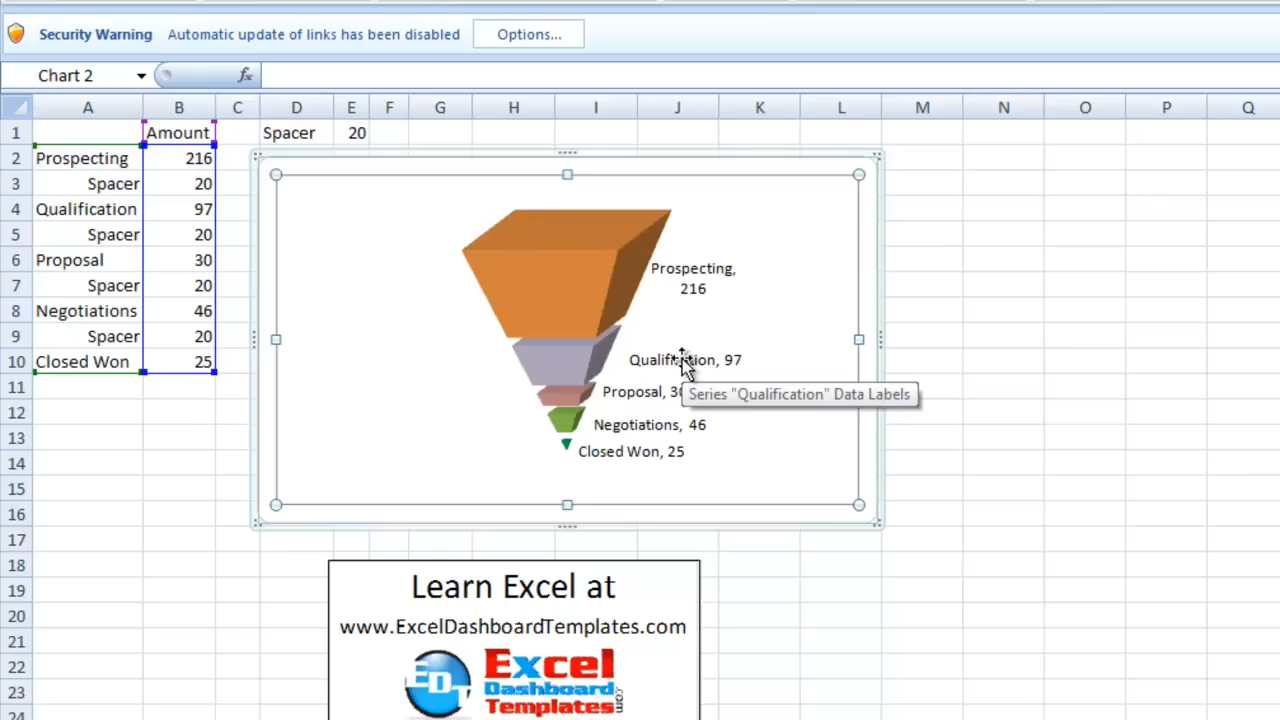 Security Warning Automatic update of links has been disabled Options...
Chart 2 fx
A B C D E F G H I J K L M N O P Q
1 Amount Spacer 20
2 Prospecting 216
3 Spacer 20
4 Qualification 97
5 Spacer 20
6 Proposal 30
7 Spacer 20
8 Negotiations 46
9 Spacer 20
10 Closed Won 25
11
12
13
14
15
16
17
18
19
20
21
22
23
24
Prospecting,
216
Qualification, 97
Proposal, 30
Series "Qualification" Data Labels
Negotiations, 46
Closed Won, 25
Learn Excel at
www.ExcelDashboardTemplates.com
EDT
Excel
Dashboard
Templates
.com